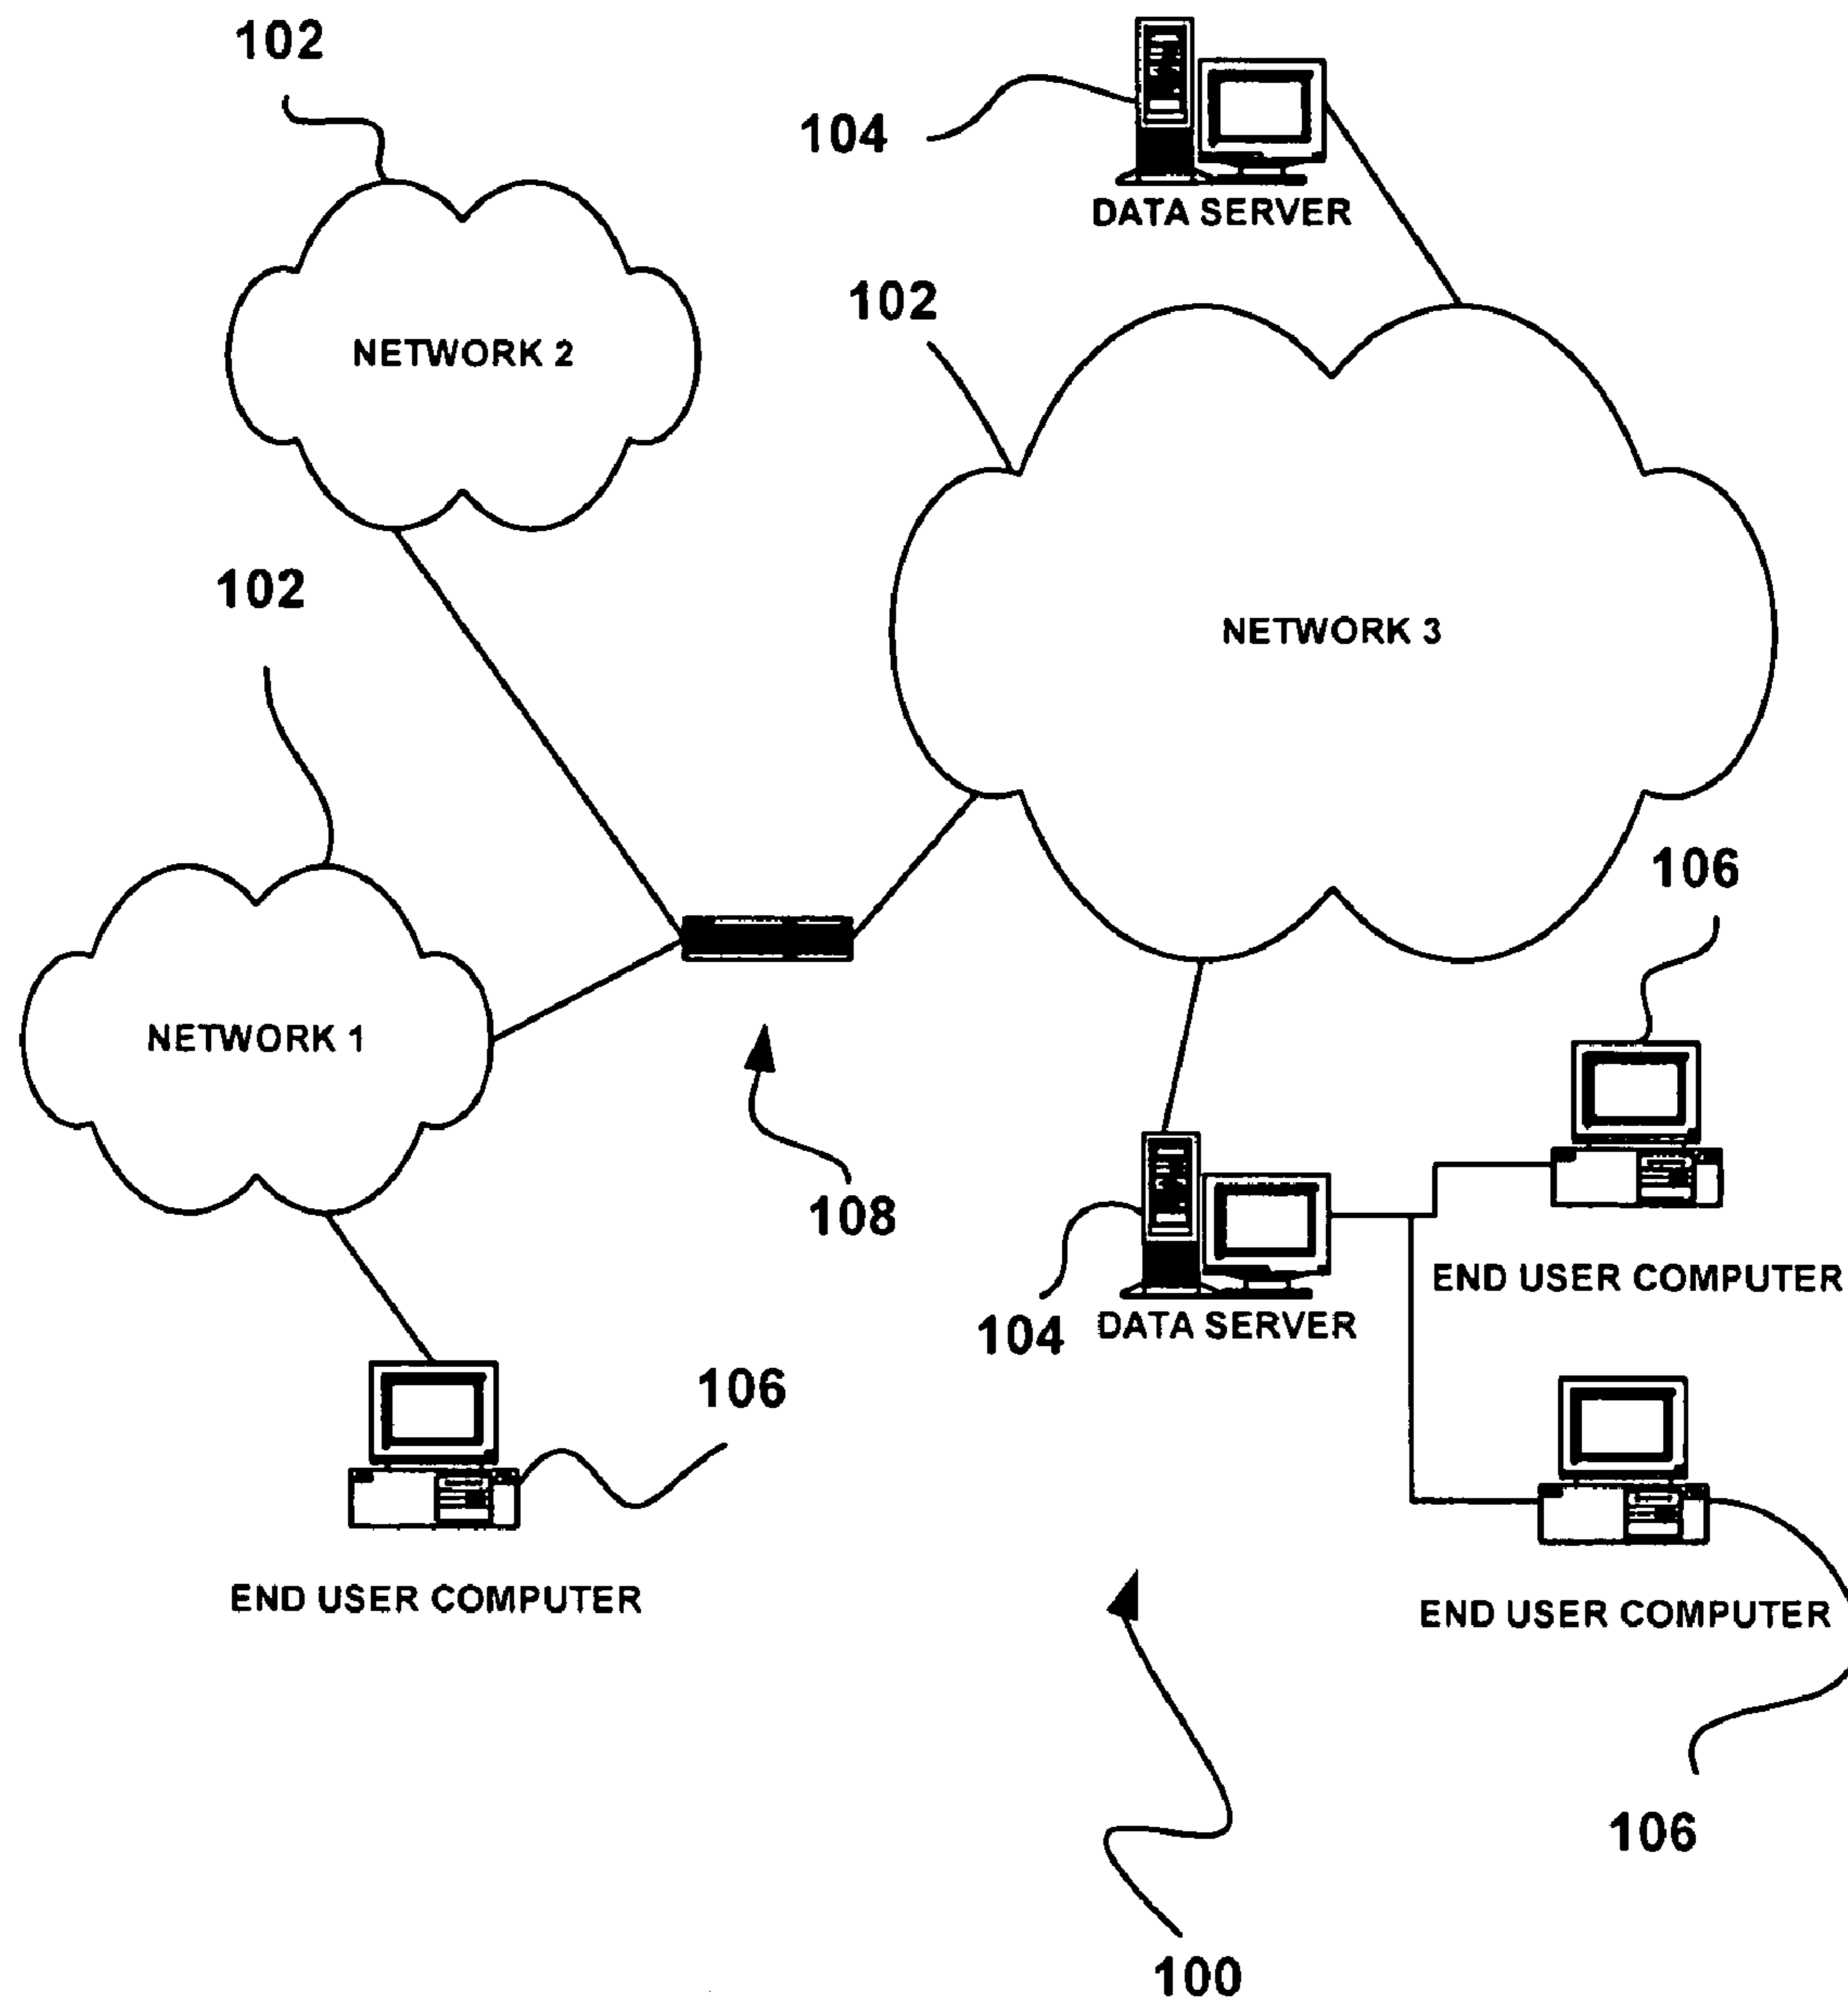 102
104
DATA SERVER
102
NETWORK 2
102
NETWORK 3
106
NETWORK 1
108
END USER COMPUTER
104
DATA SERVER
106
END USER COMPUTER
END USER COMPUTER
106
100